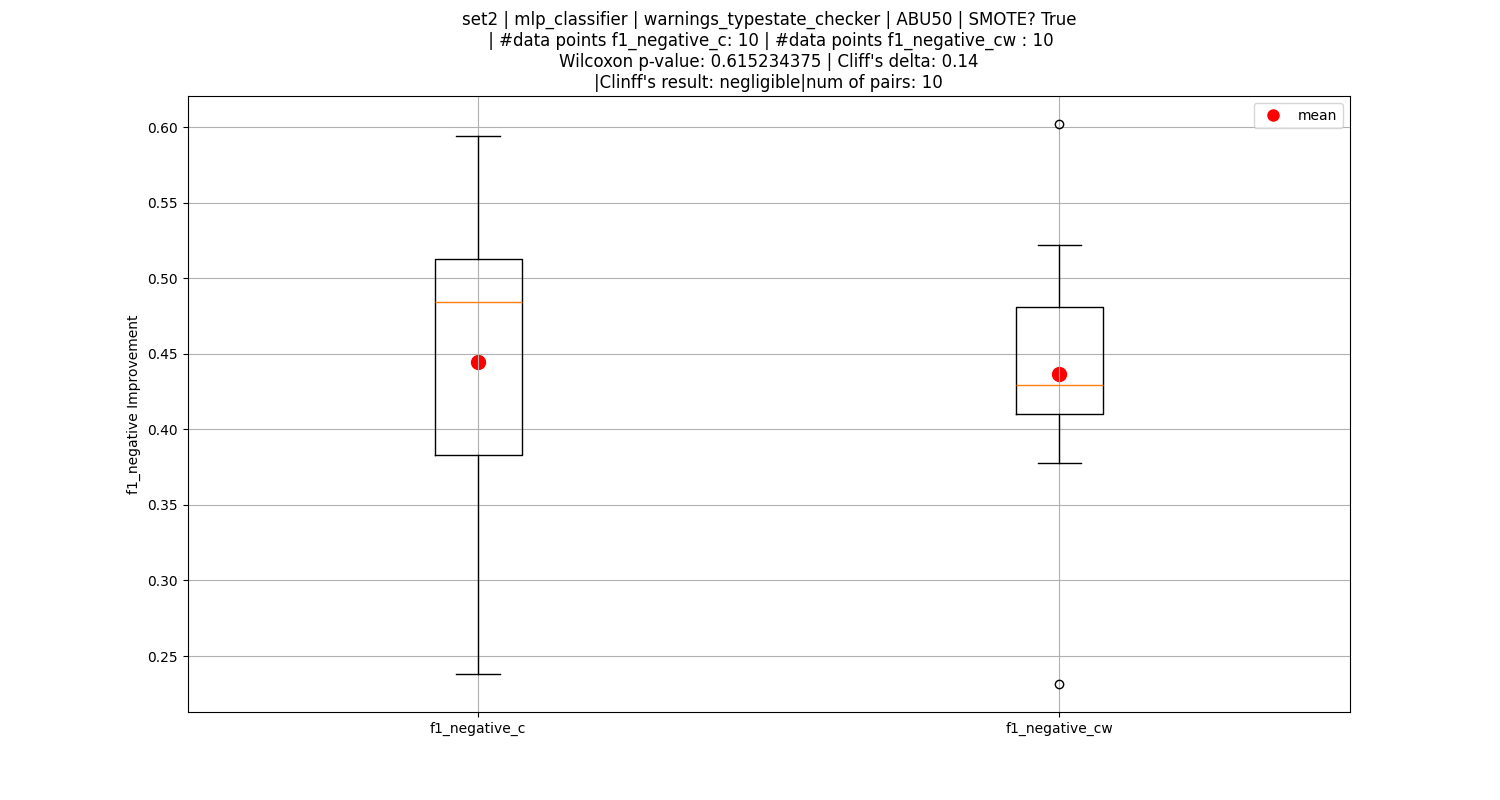 set2 | mlp_classifier | warnings_typestate_checker | ABU50 | SMOTE? True
| #data points f1_negative_c: 10 | #data points f1_negative_cw : 10
Wilcoxon p-value: 0.615234375 | Cliff's delta: 0.14
|Clinff's result: negligible|num of pairs: 10
mean
0.60
0.55
0.50
0.45
0.40
0.35
0.30
0.25
f1_negative Improvement
f1_negative_c
f1_negative_cw